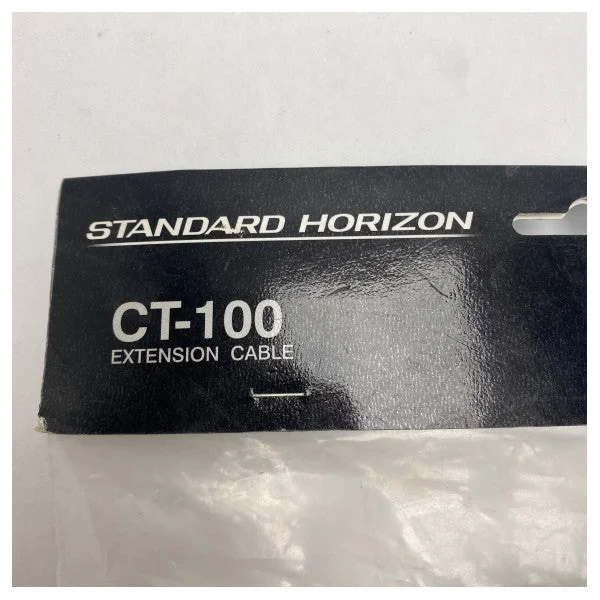 STANDARD HORIZON
CT-100
EXTENSION CABLE